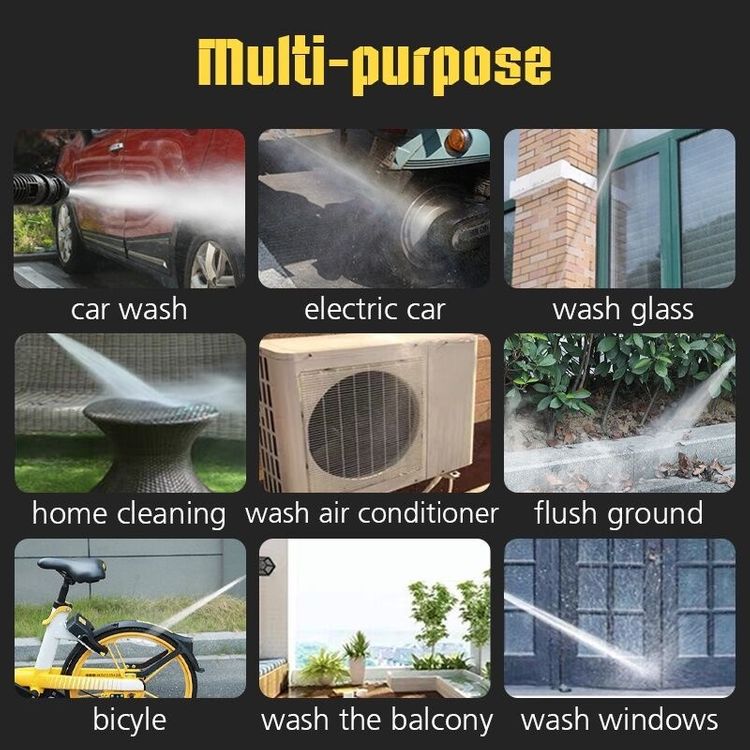 Multi-purpose
car wash
electric car
wash glass
home cleaning
wash air conditioner
flush ground
bicyle
wash the balcony
wash windows